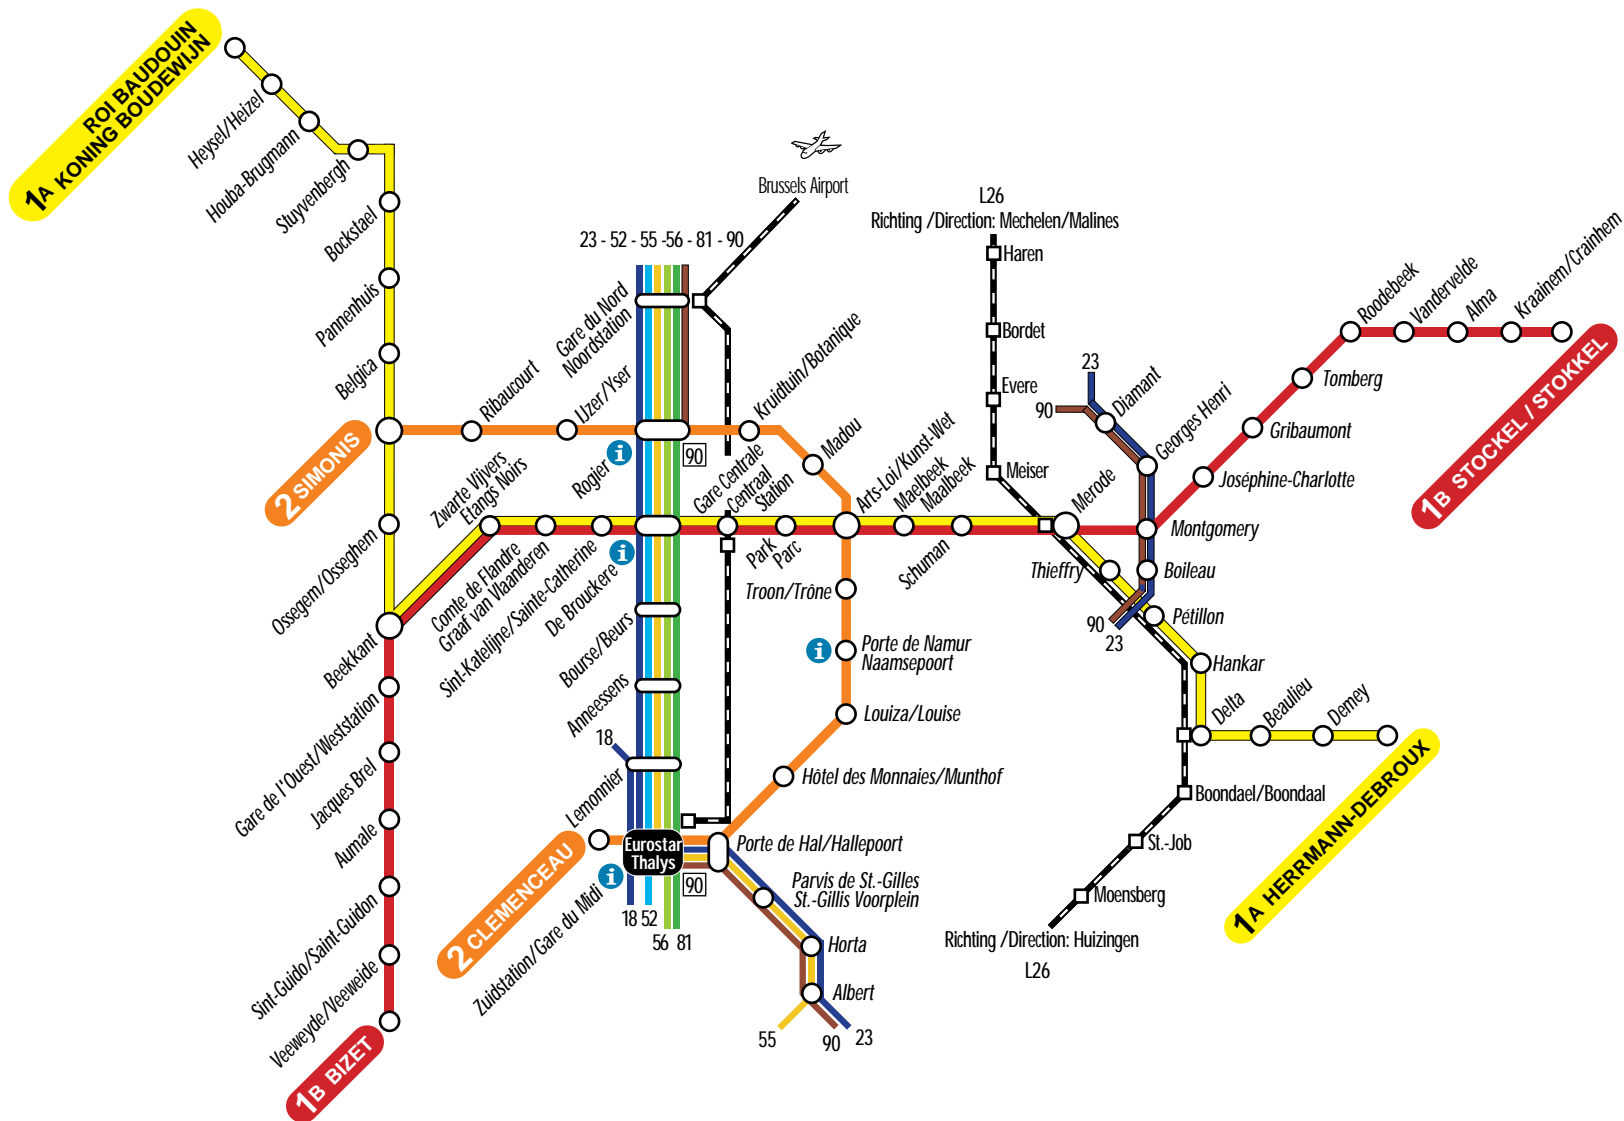 ROI BAUDOUIN
1A KONING BOUDEWIJN
Heysel/Heizel
Houba-Brugmann
Stuyvenbergh
Bockstael
Pannenhuis
Belgica
2 SIMONIS
Ribaucourt
IJzer/Yser
Rogier
i
90
Gare du Nord
Noordstation
23 - 52 - 55 -56 - 81 - 90
Brussels Airport
Kruidtuin/Botanique
Madou
Arts-Loi/Kunst-Wet
Ossegem/Osseghem
Beekkant
Zwarte Vijvers
Etangs Noirs
Comte de Flandre
Graaf van Vlaanderen
Sint-Katelijne/Sainte-Catherine
De Brouckere
i
Gare Centrale
Centraal
Station
Park
Parc
Maelbeek
Maalbeek
Schuman
Merode
Montgomery
Joséphine-Charlotte
Gribaumont
Tomberg
Roodebeek
Vandervelde
Alma
Kraainem/Crainhem
1B STOCKEL / STOKKEL
L26
Richting /Direction: Mechelen/Malines
Haren
Bordet
Evere
Meiser
23
90
Diamant
Georges Henri
Boileau
90
23
Thieffry
Pétillon
Hankar
Delta
Beaulieu
Demey
1A HERRMANN-DEBROUX
Boondael/Boondaal
St.-Job
Moensberg
Richting /Direction: Huizingen
L26
Troon/Trône
i
Porte de Namur
Naamsepoort
Louiza/Louise
Hôtel des Monnaies/Munthof
Porte de Hal/Hallepoort
Parvis de St.-Gilles
St.-Gillis Voorplein
Horta
Albert
55
90
23
Bourse/Beurs
Anneessens
18
Lemonnier
Eurostar
Thalys
i
90
Zuidstation/Gare du Midi
18
52
56
81
2 CLEMENCEAU
Gare de l'Ouest/Weststation
Jacques Brel
Aumale
Sint-Guido/Saint-Guidon
Veeweyde/Veeweide
1B BIZET